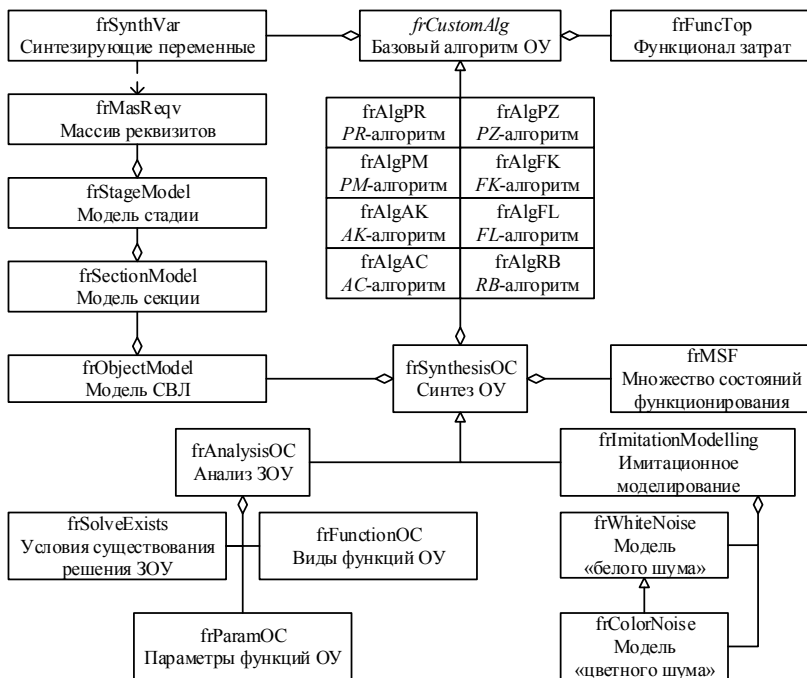 frSynthVar
Синтезирующие переменные
frCustomAlg
Базовый алгоритм ОУ
frFuncTop
Функционал затрат
frMasReqv
Массив реквизитов
frStageModel
Модель стадии
frSectionModel
Модель секции
frObjectModel
Модель СВЛ
frAlgPR
PR-алгоритм
frAlgPZ
PZ-алгоритм
frAlgPM
PM-алгоритм
frAlgFK
FK-алгоритм
frAlgAK
AK-алгоритм
frAlgFL
FL-алгоритм
frAlgAC
AC-алгоритм
frAlgRB
RB-алгоритм
frSynthesisOC
Синтез ОУ
frMSF
Множество состояний
функционирования
frAnalysisOC
Анализ ЗОУ
frImitationModelling
Имитационное
моделирование
frSolveExists
Условия существования
решения ЗОУ
frFunctionOC
Виды функций ОУ
frParamOC
Параметры функций ОУ
frWhiteNoise
Модель
«белого шума»
frColorNoise
Модель
«цветного шума»